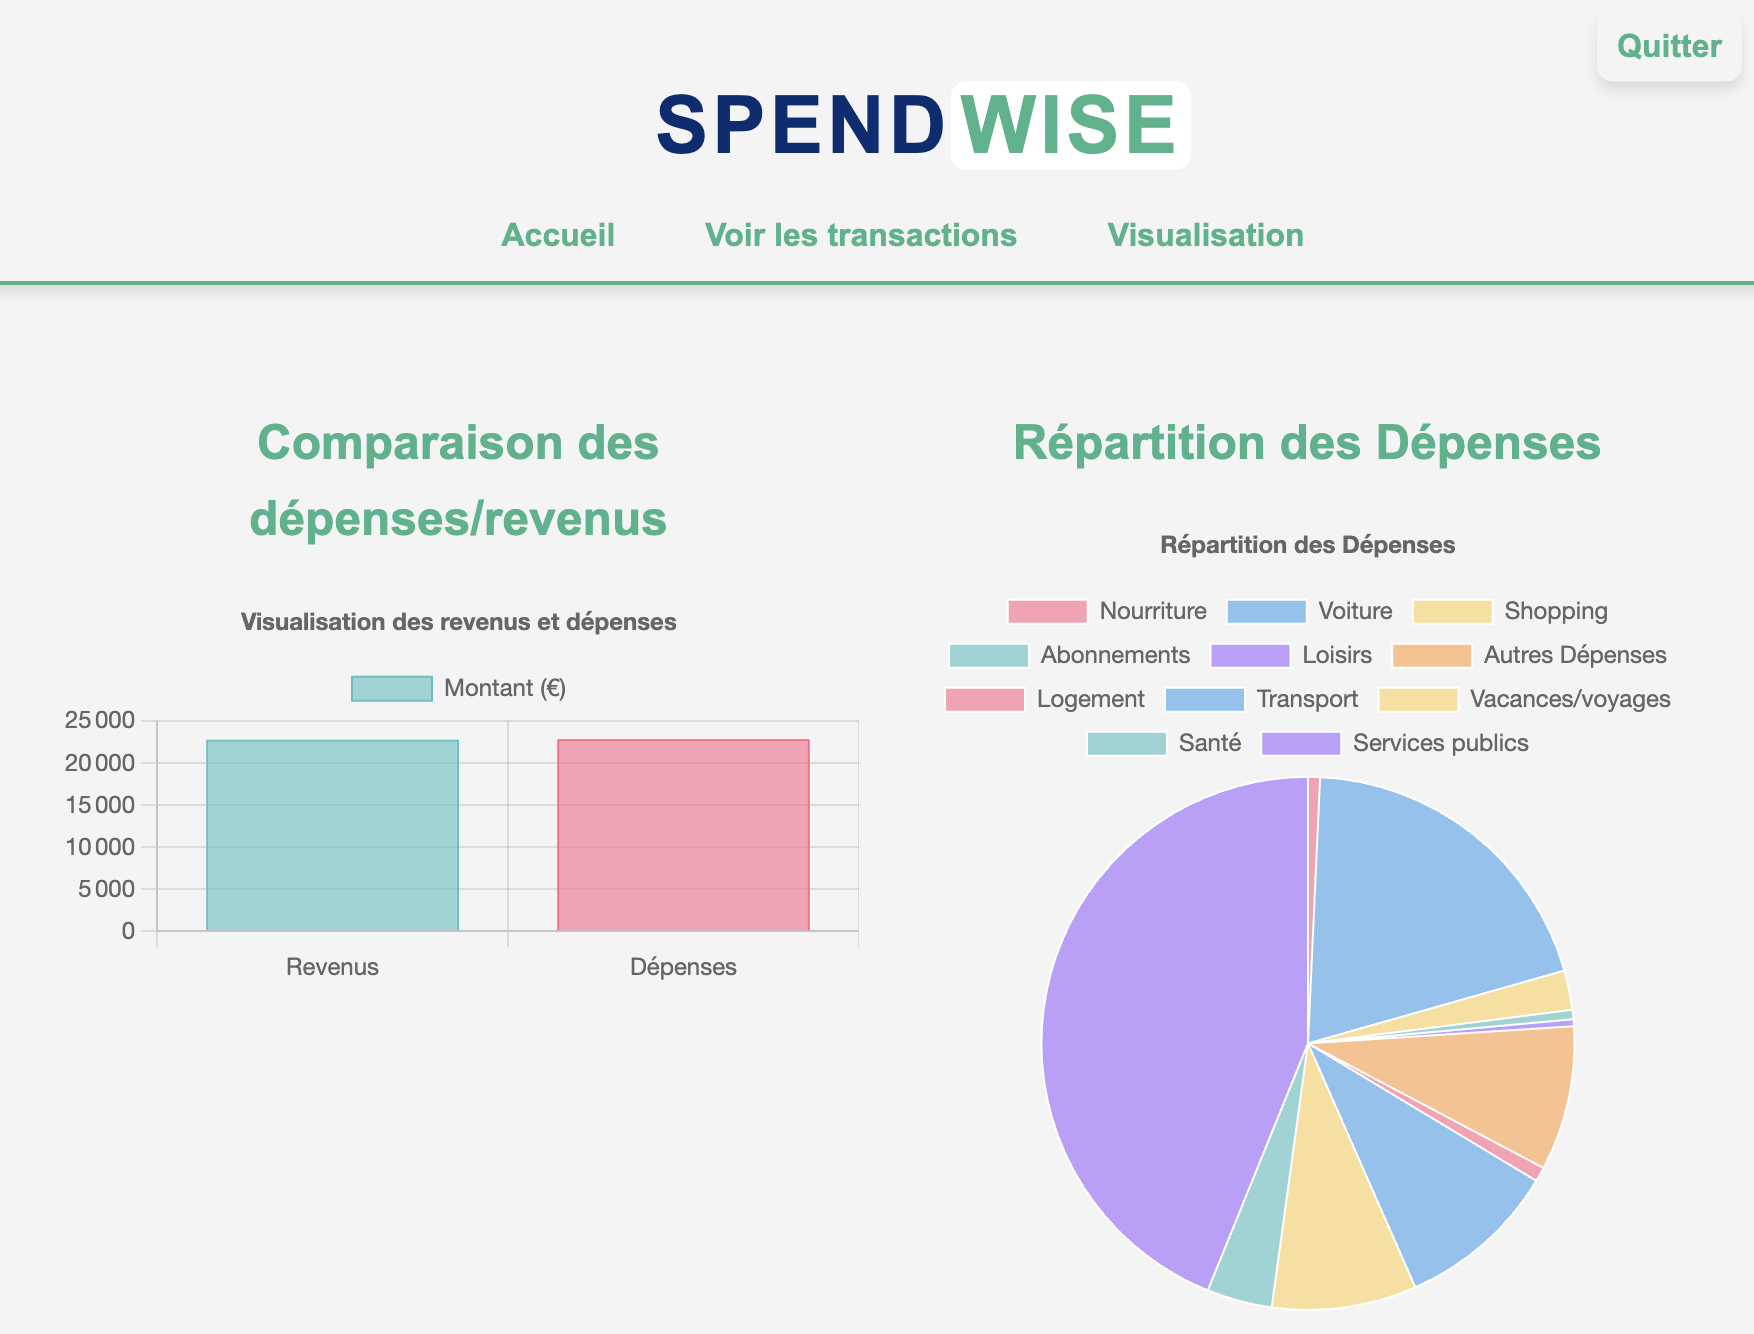 Quitter
SPENDWISE
Accueil Voir les transactions Visualisation
Comparaison des
dépenses/revenus
Visualisation des revenus et dépenses
Montant (€)
25 000
20 000
15 000
10 000
5 000
0
Revenus Dépenses
Répartition des Dépenses
Répartition des Dépenses
Nourriture Voiture Shopping
Abonnements Loisirs Autres Dépenses
Logement Transport Vacances/voyages
Santé Services publics